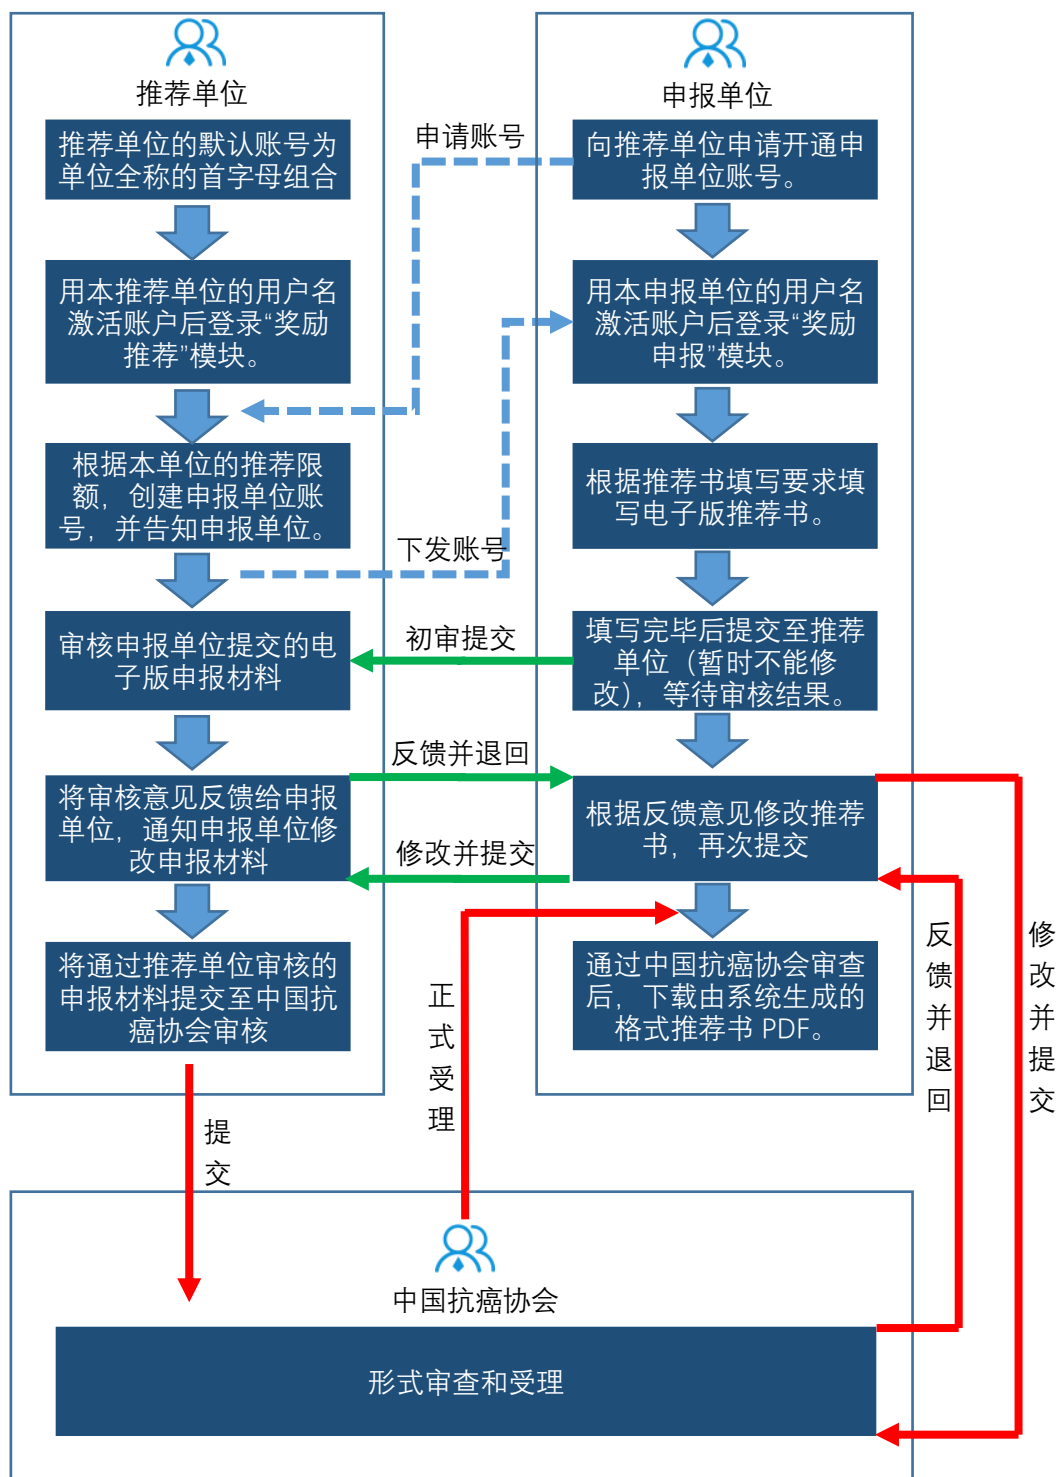 推荐单位
推荐单位的默认账号为
单位全称的首字母组合
用本推荐单位的用户名
激活账户后登录“奖励
推荐”模块。
根据本单位的推荐限
额，创建申报单位账
号，并告知申报单位。
审核申报单位提交的电
子版申报材料
将审核意见反馈给申报
单位，通知申报单位修
改申报材料
将通过推荐单位审核的
申报材料提交至中国抗
癌协会审核
申请账号
下发账号
初审提交
反馈并退回
修改并提交
申报单位
向推荐单位申请开通申
报单位账号。
用本申报单位的用户名
激活账户后登录“奖励
申报”模块。
根据推荐书填写要求填
写电子版推荐书。
填写完毕后提交至推荐
单位（暂时不能修
改），等待审核结果。
根据反馈意见修改推荐
书，再次提交
通过中国抗癌协会审查
后，下载由系统生成的
格式推荐书 PDF。
提交
正式受理
反馈并退回
修改并提交
中国抗癌协会
形式审查和受理